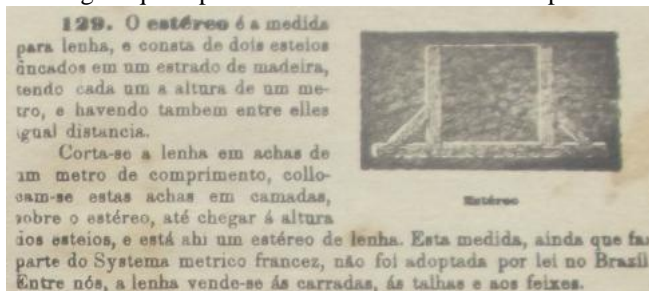 129. O estéreo é a medida
para lenha, e consta de dois esteios
fincados em um estrado de madeira,
tendo cada um a altura de um me-
tro, e havendo tambem entre elles
igual distancia.
Corta-se a lenha em achas de
um metro de comprimento, collo-
cam-se estas achas em camadas,
sobre o estéreo, até chegar á altura
Estéreo
dos esteios, e está ahi um estéreo de lenha. Esta medida, ainda que faz
parte do Systema metrico francez, não foi adoptada por lei no Brazil
Entre nós, a lenha vende-se ás carradas, ás talhas e aos feixes.